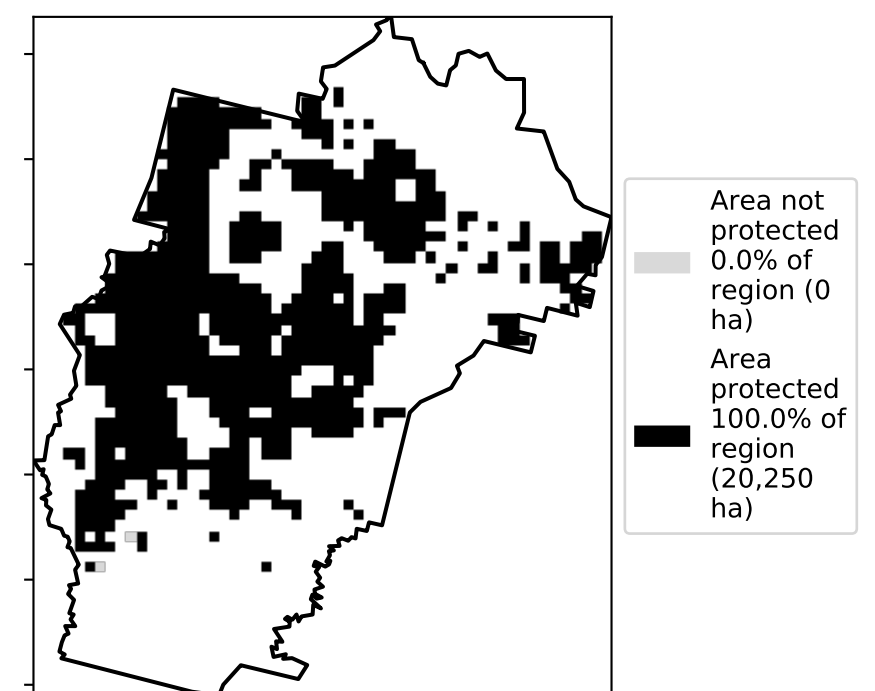 Area not
protected
0.0% of
region (0
ha)
Area
protected
100.0% of
region
(20,250
ha)